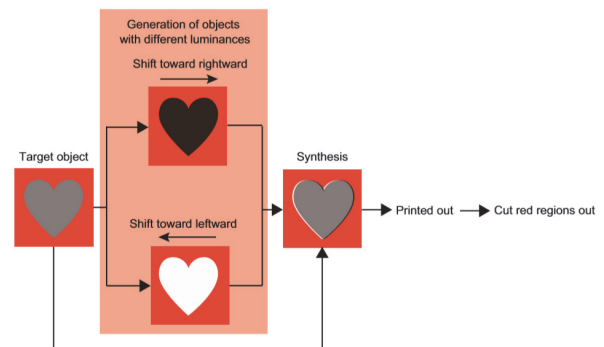 Generation of objects
with different luminances
Shift toward rightward
Target object
Synthesis
Shift toward leftward
Printed out
Cut red regions out